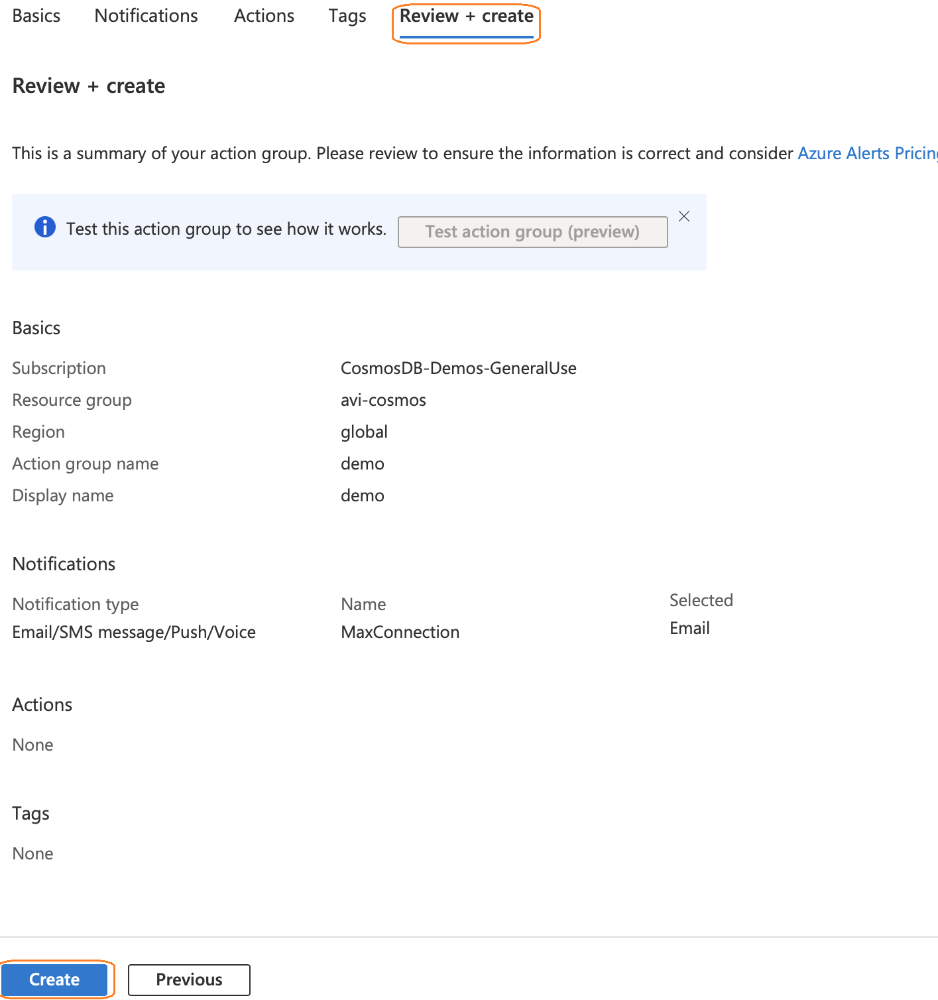 Basics Notifications Actions Tags Review + create
Review + create
This is a summary of your action group. Please review to ensure the information is correct and consider Azure Alerts Pricing
Test this action group to see how it works. Test action group (preview)
Basics
Subscription CosmosDB-Demos-GeneralUse
Resource group avi-cosmos
Region global
Action group name demo
Display name demo
Notifications
Notification type Name Selected
Email/SMS message/Push/Voice MaxConnection Email
Actions
None
Tags
None
Create Previous